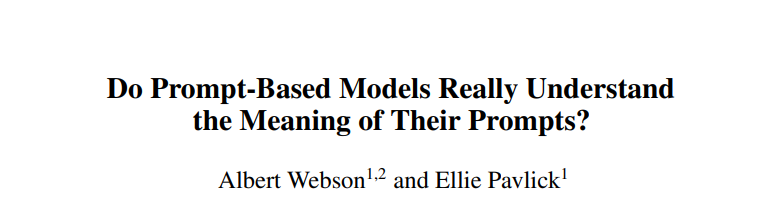 Do Prompt-Based Models Really Understand
the Meaning of Their Prompts?
Albert Webson1,2 and Ellie Pavlick1